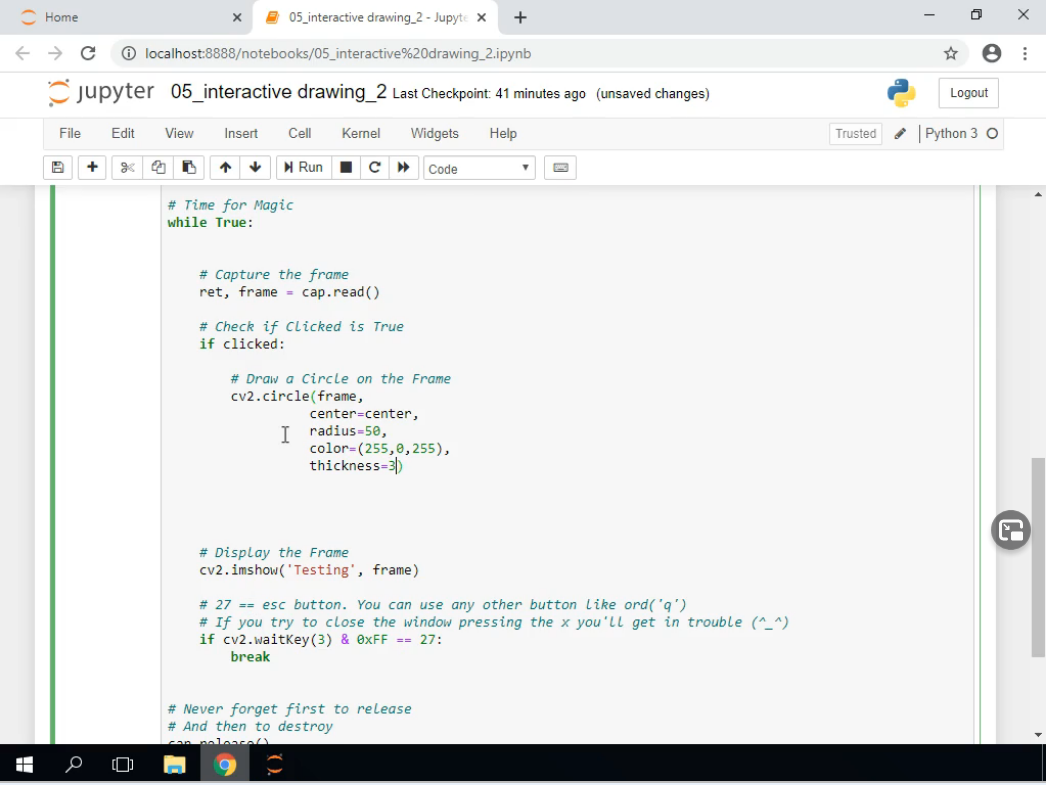 Home
05_interactive drawing_2 - Jupyte
localhost:8888/notebooks/05_interactive%20drawing_2.ipynb
jupyter 05_interactive drawing_2 Last Checkpoint: 41 minutes ago (unsaved changes)
Logout
File Edit View Insert Cell Kernel Widgets Help
Trusted Python 3
Run Code
# Time for Magic
while True:
# Capture the frame
ret, frame = cap.read()
# Check if Clicked is True
if clicked:
# Draw a Circle on the Frame
cv2.circle(frame,
center=center,
radius=50,
color=(255,0,255),
thickness=3)
# Display the Frame
cv2.imshow('Testing', frame)
# 27 == esc button. You can use any other button like ord('q')
# If you try to close the window pressing the x you'll get in trouble (^_^)
if cv2.waitKey(3) & 0xFF == 27:
break
# Never forget first to release
# And then to destroy
cap.release()